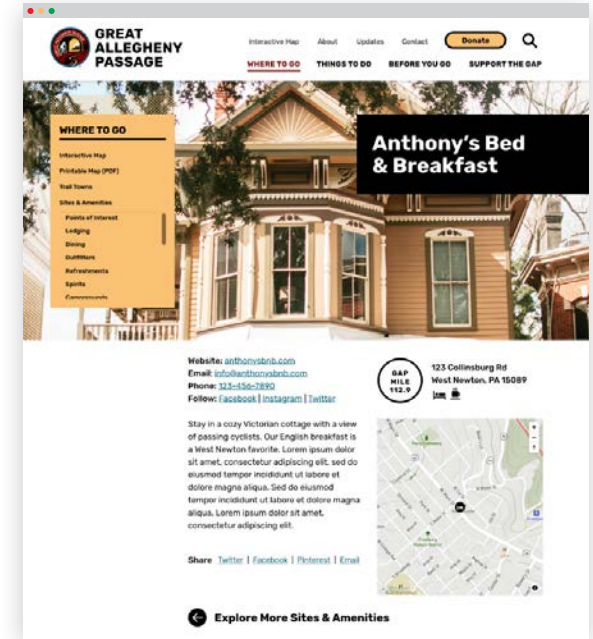 GREAT
ALLEGHENY
PASSAGE
Interactive Map About Updates Contact Donate
WHERE TO GO THINGS TO DO BEFORE YOU GO SUPPORT THE GAP
WHERE TO GO
Interactive Map
Printable Map (PDF)
Trail Towns
Sites & Amenities
Points of Interest
Lodging
Dining
Outfitters
Refreshments
Spirits
Campgrounds
Anthony's Bed
& Breakfast
Website: anthonysbnb.com
Email: info@anthonysbnb.com
Phone: 123-456-7890
Follow: Facebook | Instagram | Twitter
GAP
MILE
112.9
123 Collinsburg Rd
West Newton, PA 15089
Stay in a cozy Victorian cottage with a view
of passing cyclists. Our English breakfast is
a West Newton favorite. Lorem ipsum dolor
sit amet, consectetur adipiscing elit, sed do
eiusmod tempor incididunt ut labore et
dolore magna aliqua. Sed do eiusmod
tempor incididunt ut labore et dolore magna
aliqua. Lorem ipsum dolor sit amet,
consectetur adipiscing elit.
Share Twitter | Facebook | Pinterest | Email
Explore More Sites & Amenities